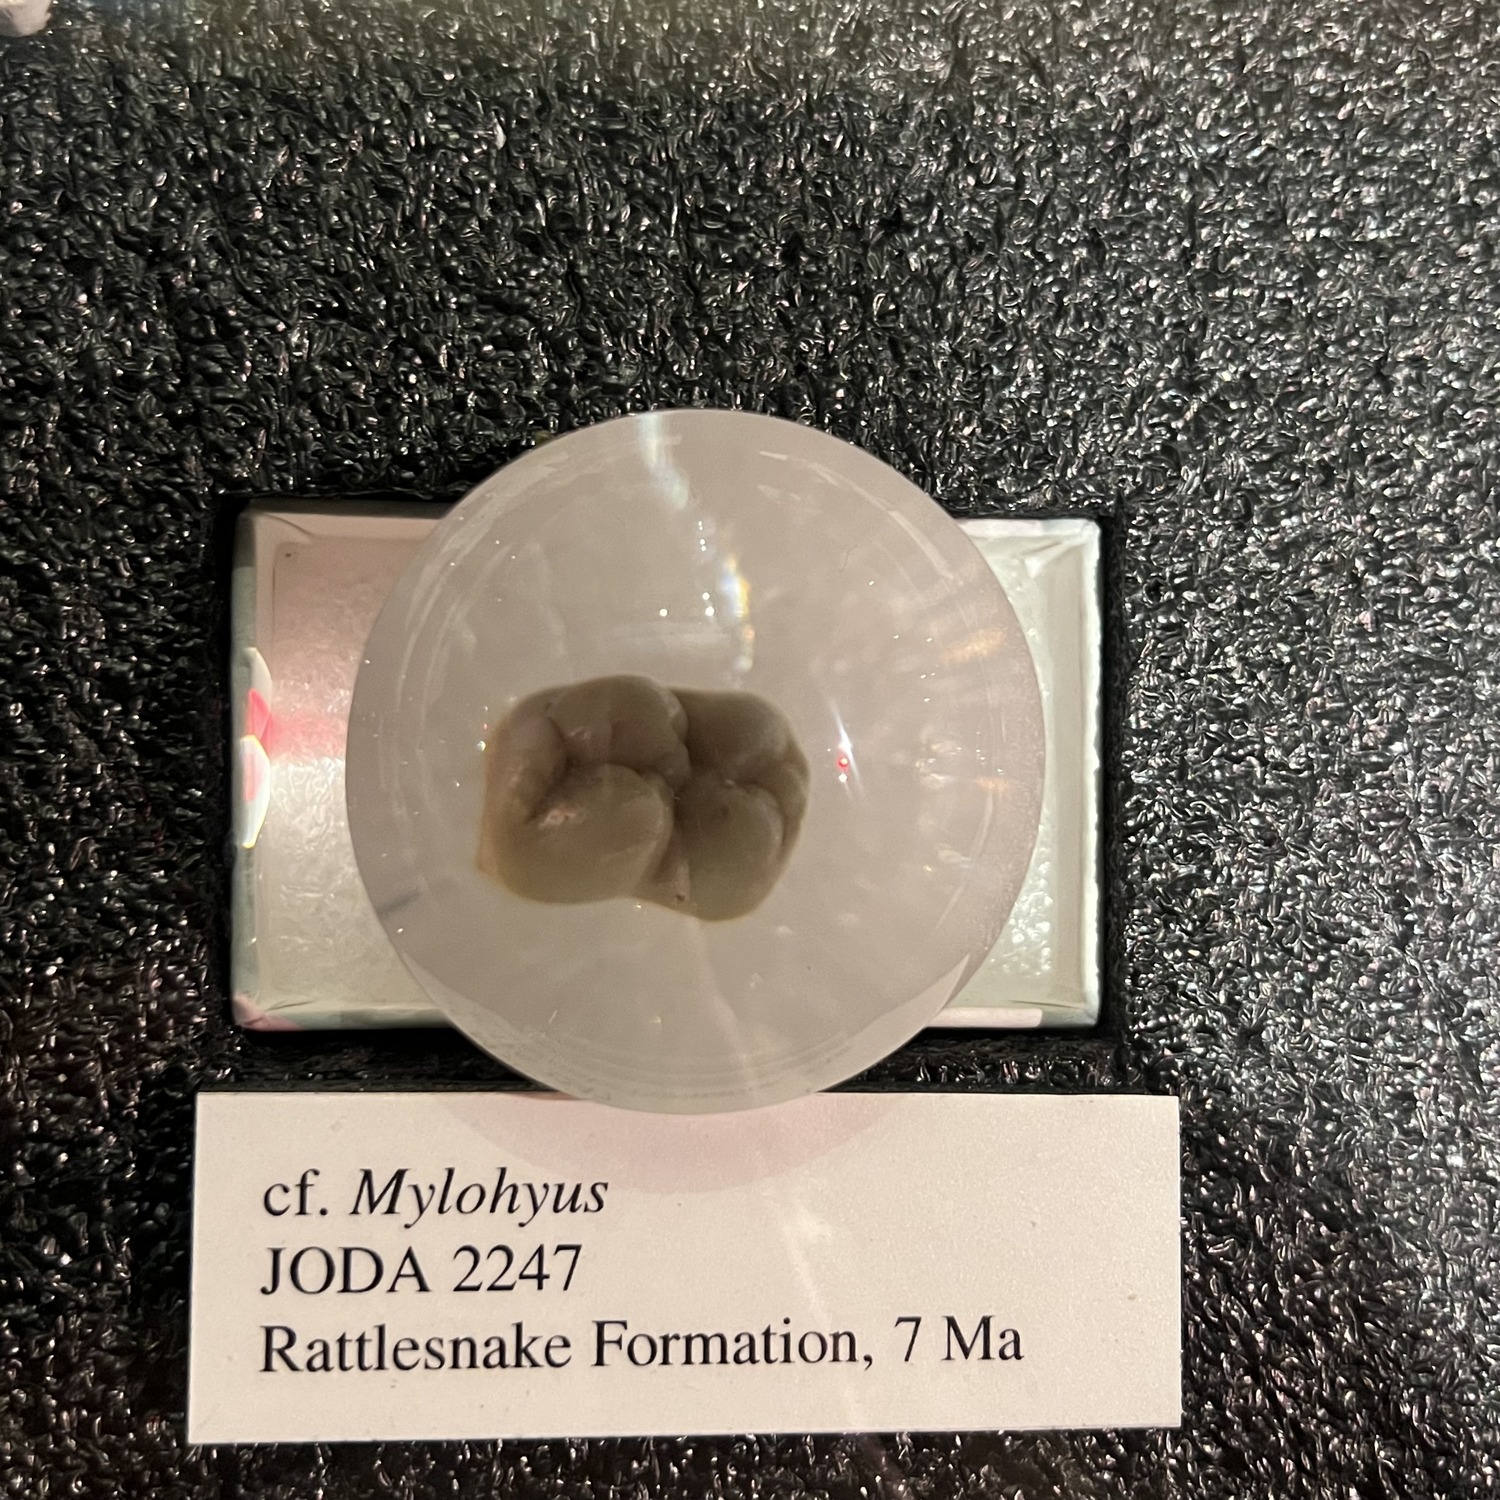 cf. Mylohyus
JODA 2247
Rattlesnake Formation, 7 Ma